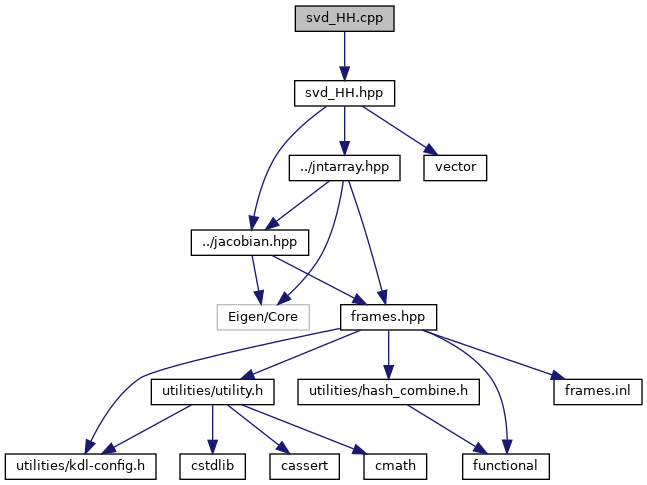 svd_HH.cpp
svd_HH.hpp
../jntarray.hpp
vector
../jacobian.hpp
Eigen/Core
frames.hpp
utilities/utility.h
utilities/hash_combine.h
frames.inl
utilities/kdl-config.h
cstdlib
cassert
cmath
functional